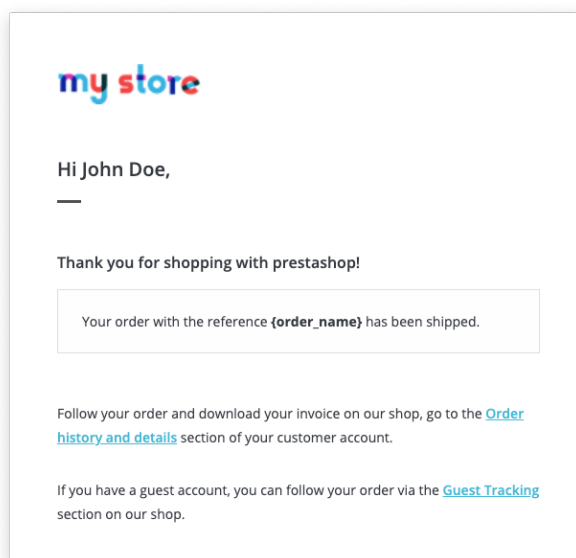 my store
Hi John Doe,
Thank you for shopping with prestashop!
Your order with the reference {order_name} has been shipped.
Follow your order and download your invoice on our shop, go to the Order
history and details section of your customer account.
If you have a guest account, you can follow your order via the Guest Tracking
section on our shop.